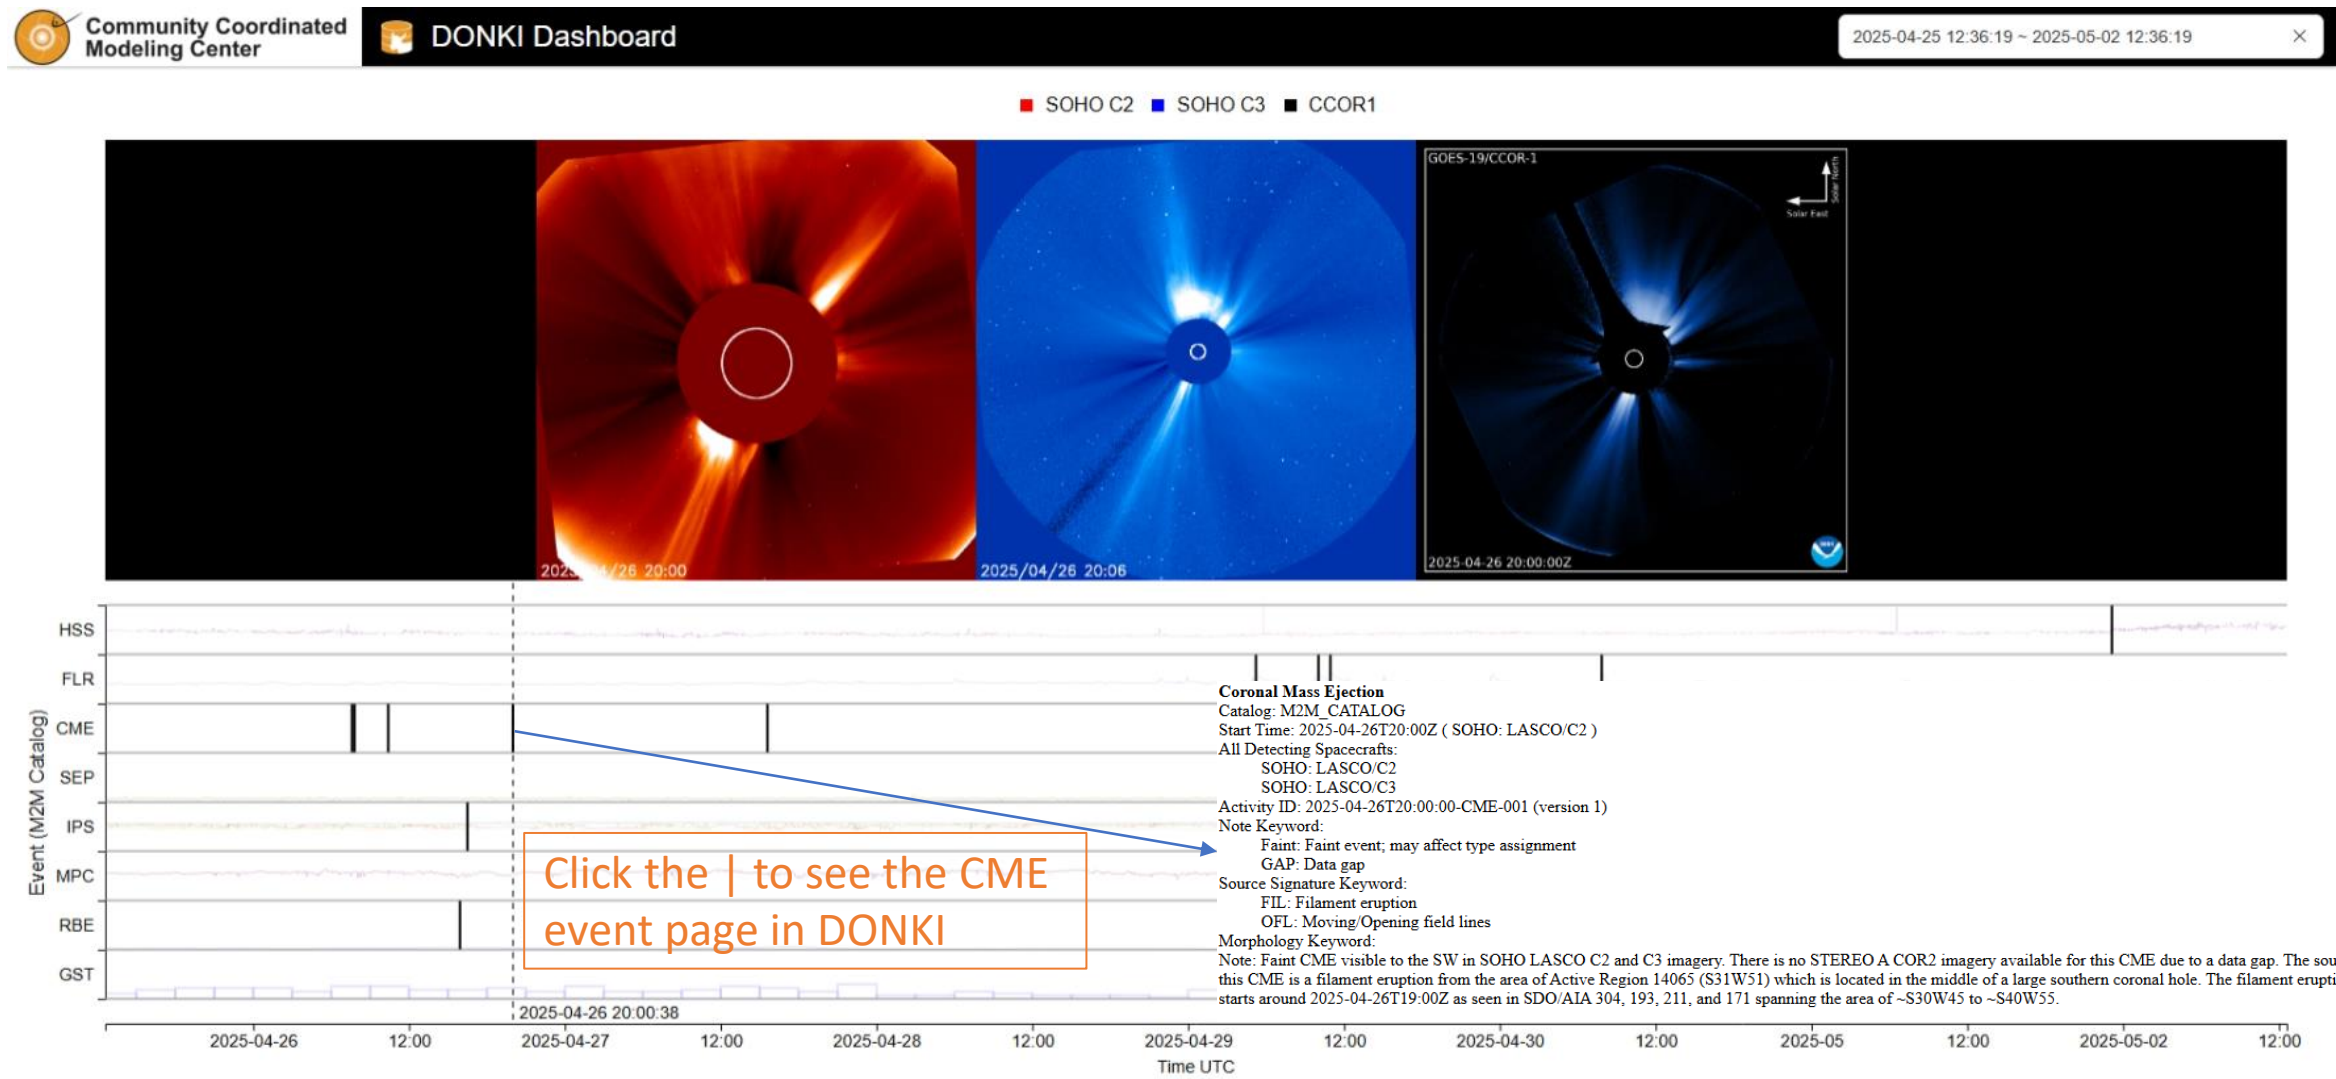 Community Coordinated
Modeling Center
DONKI Dashboard
2025-04-25 12:36:19 ~ 2025-05-02 12:36:19
SOHO C2 SOHO C3 CCOR1
GOES-19/CCOR-1
Solar North
Solar East
/26 20:00
2025/04/26 20:06
2025-04-26 20:00:00Z
Event (M2M Catalog)
HSS
FLR
CME
SEP
IPS
MPC
RBE
GST
Click the | to see the CME
event page in DONKI
Coronal Mass Ejection
Catalog: M2M_CATALOG
Start Time: 2025-04-26T20:00Z ( SOHO: LASCO/C2 )
All Detecting Spacecrafts:
SOHO: LASCO/C2
SOHO: LASCO/C3
Activity ID: 2025-04-26T20:00:00-CME-001 (version 1)
Note Keyword:
Faint: Faint event; may affect type assignment
GAP: Data gap
Source Signature Keyword:
FIL: Filament eruption
OFL: Moving/Opening field lines
Morphology Keyword:
Note: Faint CME visible to the SW in SOHO LASCO C2 and C3 imagery. There is no STEREO A COR2 imagery available for this CME due to a data gap. The sou
this CME is a filament eruption from the area of Active Region 14065 (S31W51) which is located in the middle of a large southern coronal hole. The filament erupti
starts around 2025-04-26T19:00Z as seen in SDO/AIA 304, 193, 211, and 171 spanning the area of ~S30W45 to ~S40W55.
2025-04-26 20:00:38
2025-04-26 12:00 2025-04-27 12:00 2025-04-28 12:00 2025-04-29 12:00 2025-04-30 12:00 2025-05 12:00 2025-05-02 12:00
Time UTC